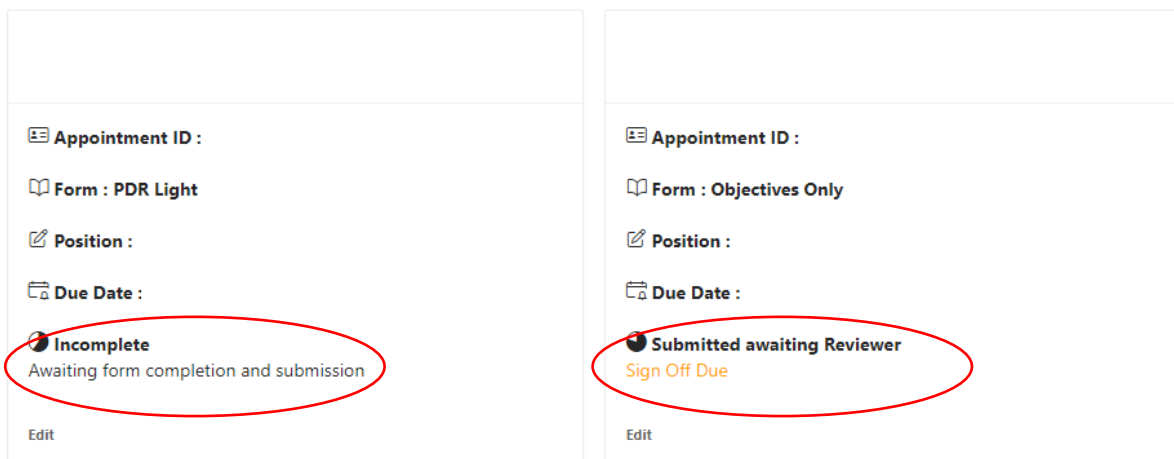 Appointment ID :
Form : PDR Light
Position :
Due Date :
Incomplete
Awaiting form completion and submission
Edit
Appointment ID :
Form : Objectives Only
Position :
Due Date :
Submitted awaiting Reviewer
Sign Off Due
Edit